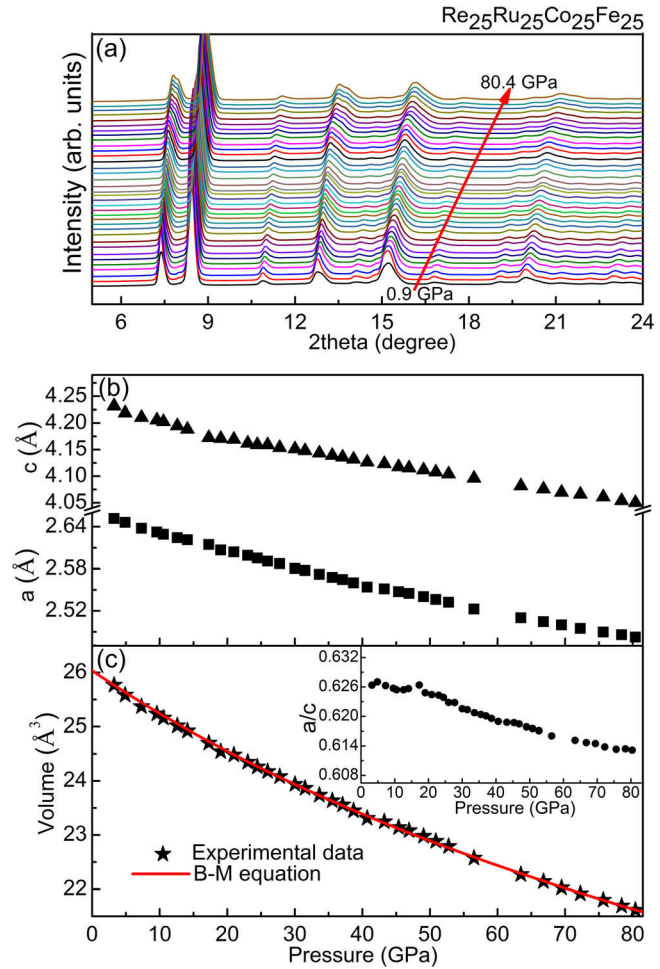 Re25Ru25Co25Fe25
(a)
80.4 GPa
0.9 GPa
Intensity (arb. units)
6 9 12 15 18 21 24
2theta (degree)
(b)
4.25
4.20
4.15
4.10
4.05
c (Å)
2.64
2.58
2.52
a (Å)
(c)
26
25
24
23
22
Volume (Å3)
0.632
0.626
0.620
0.614
0.608
a/c
0 10 20 30 40 50 60 70 80
Pressure (GPa)
Experimental data
B-M equation
0 10 20 30 40 50 60 70 80
Pressure (GPa)